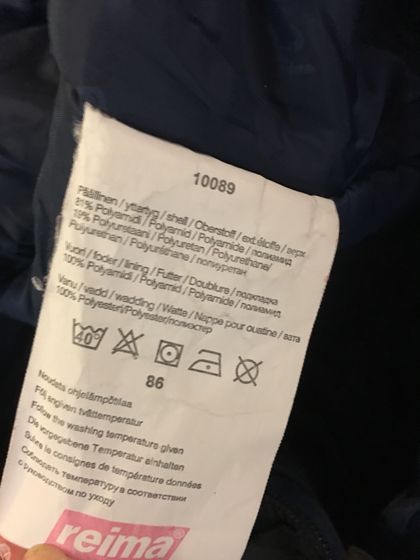 10089
Päällinen / yttertyg / shell / Oberstoff / ext.étoffe / верх
81% Polyamidi / Polyamid / Polyamide / полиамид
19% Polyuretaani / Polyuretan / Polyurethane/
Polyurethan / Polyuréthane / полиуретан
Vuori / foder / lining / Futter / Doublure / подкладка
100% Polyamidi / Polyamid / Polyamide / полиамид
Vanu / vadd / wadding / Watte / Nappe pour ouatine / вата
100% Polyesteri/Polyester/полиэстер
40°
86
Noudata ohjelämpötilaa
Följ angiven tvättemperatur
Follow the washing temperature given
Die vorgegebene Temperatur einhalten
Suivre le consignes de température données
Соблюдать температуру в соответствии
с руководством по уходу
reima®